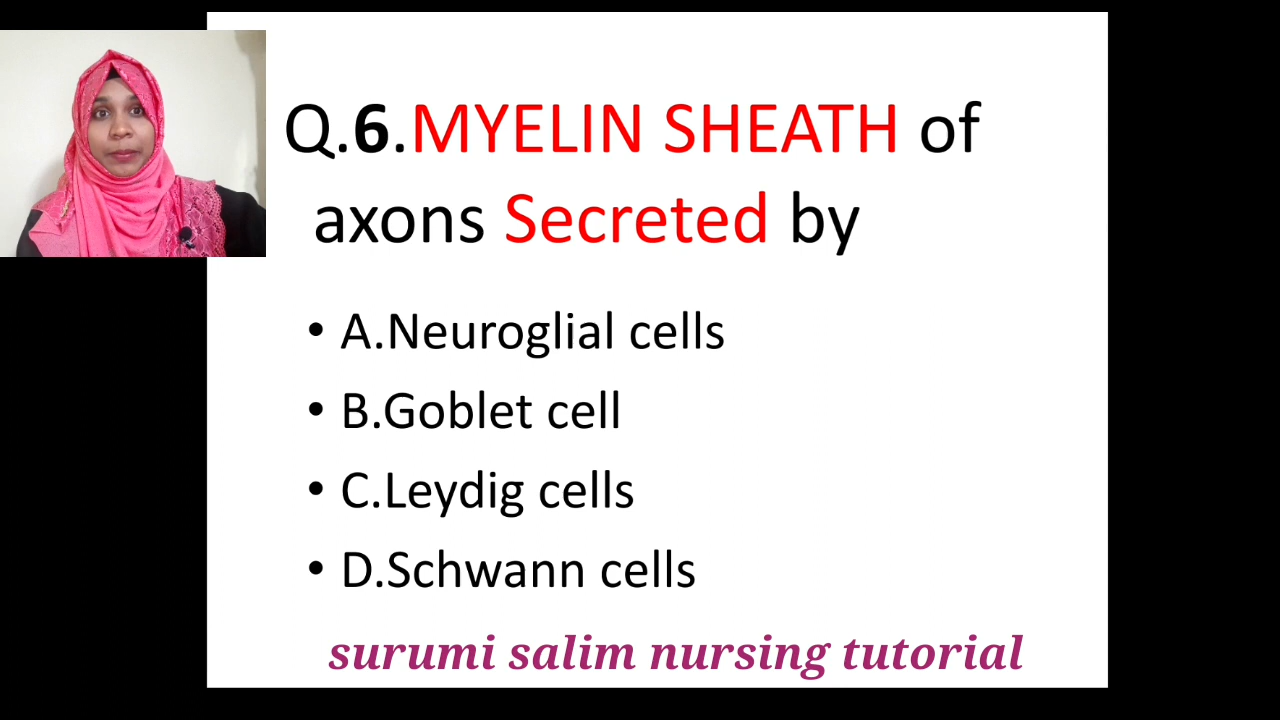 Q.6.MYELIN SHEATH of
axons Secreted by
• A.Neuroglial cells
• B.Goblet cell
• C.Leydig cells
• D.Schwann cells
surumi salim nursing tutorial